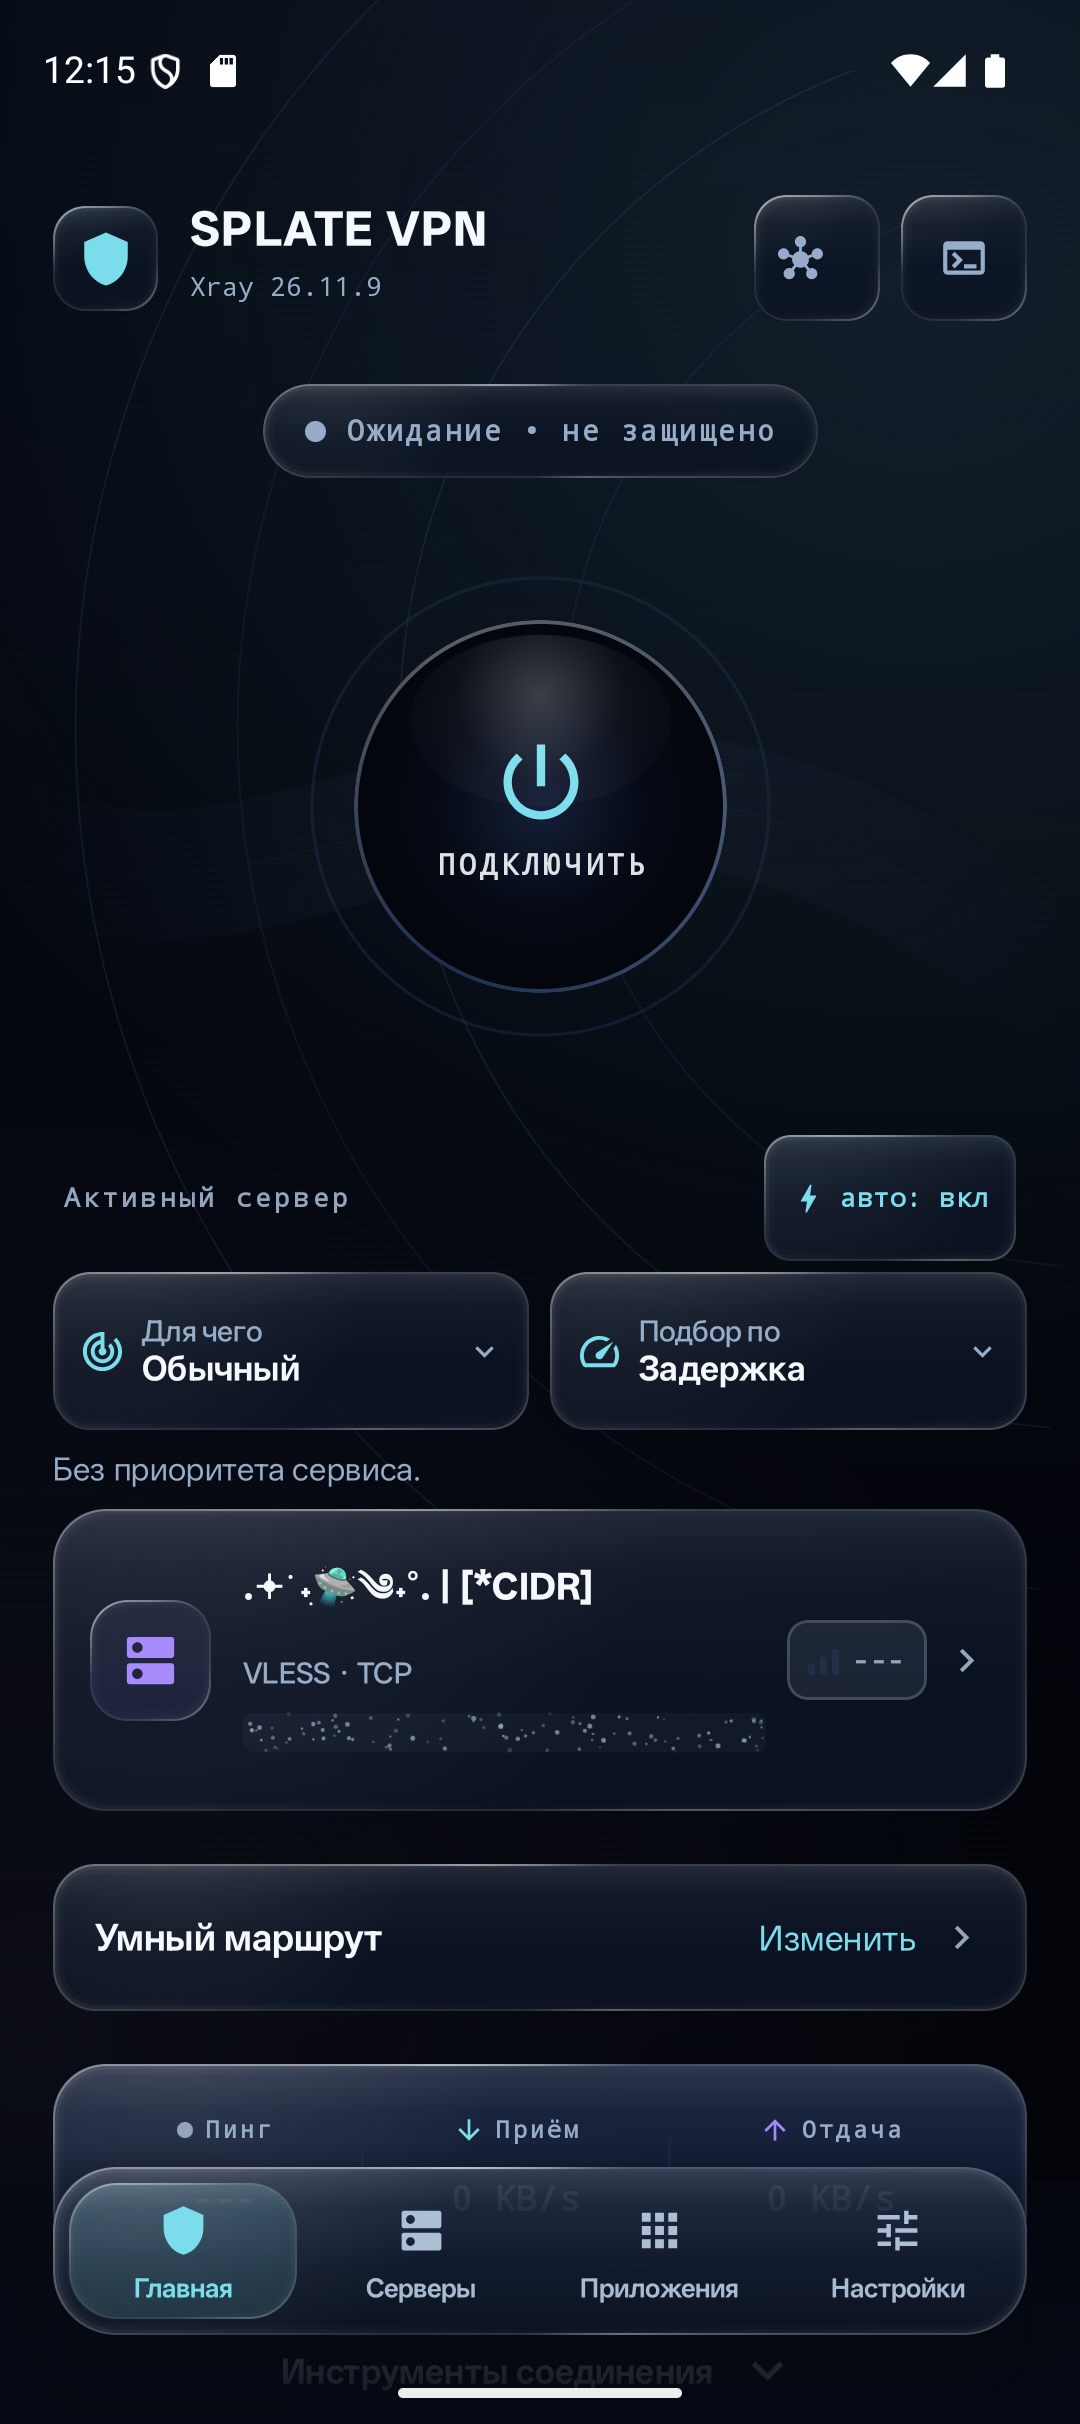 12:15
SPLATE VPN
Xray 26.11.9
Ожидание • не защищено
ПОДКЛЮЧИТЬ
Активный сервер
авто: вкл
Для чего
Обычный
Подбор по
Задержка
Без приоритета сервиса.
.⌖˙₊🛸༄₊˚. | [*CIDR]
VLESS · TCP
---
Умный маршрут
Изменить
Пинг
Приём
Отдача
---
0 KB/s
0 KB/s
Главная
Серверы
Приложения
Настройки
Инструменты соединения